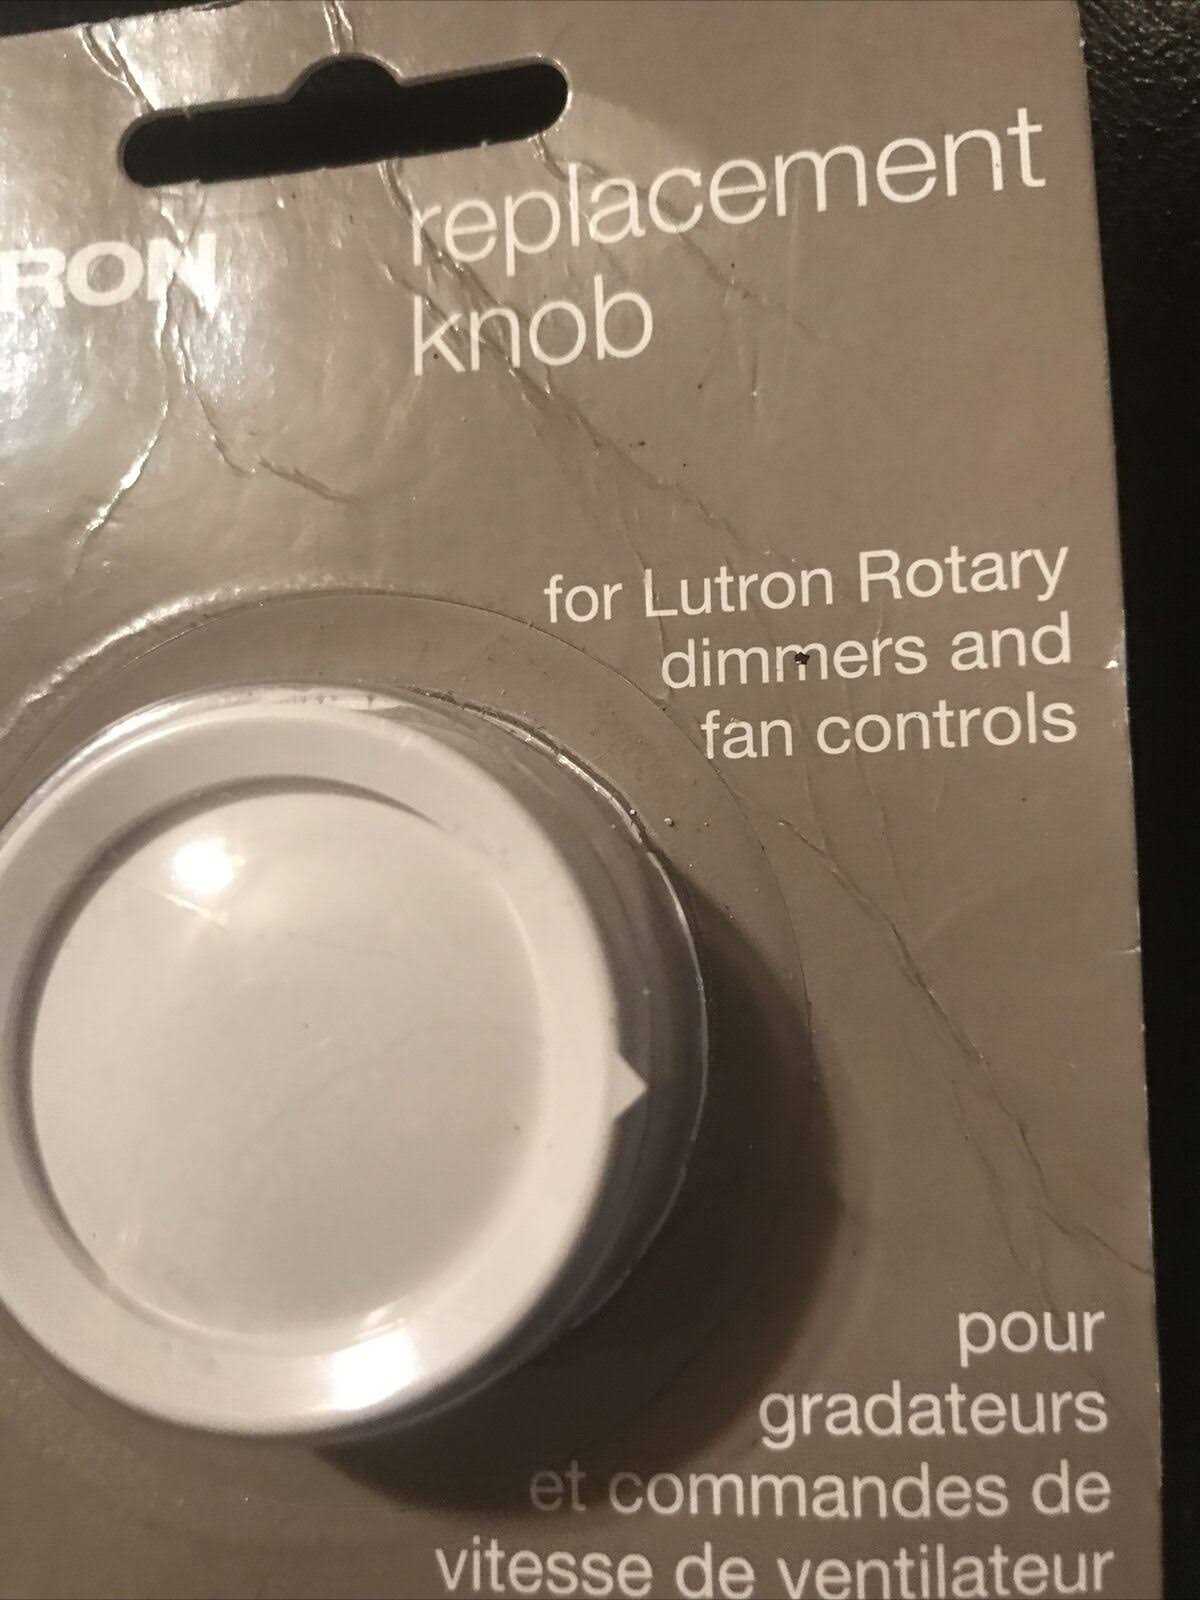 RON
replacement
knob
for Lutron Rotary
dimmers and
fan controls
pour
gradateurs
et commandes de
vitesse de ventilateur